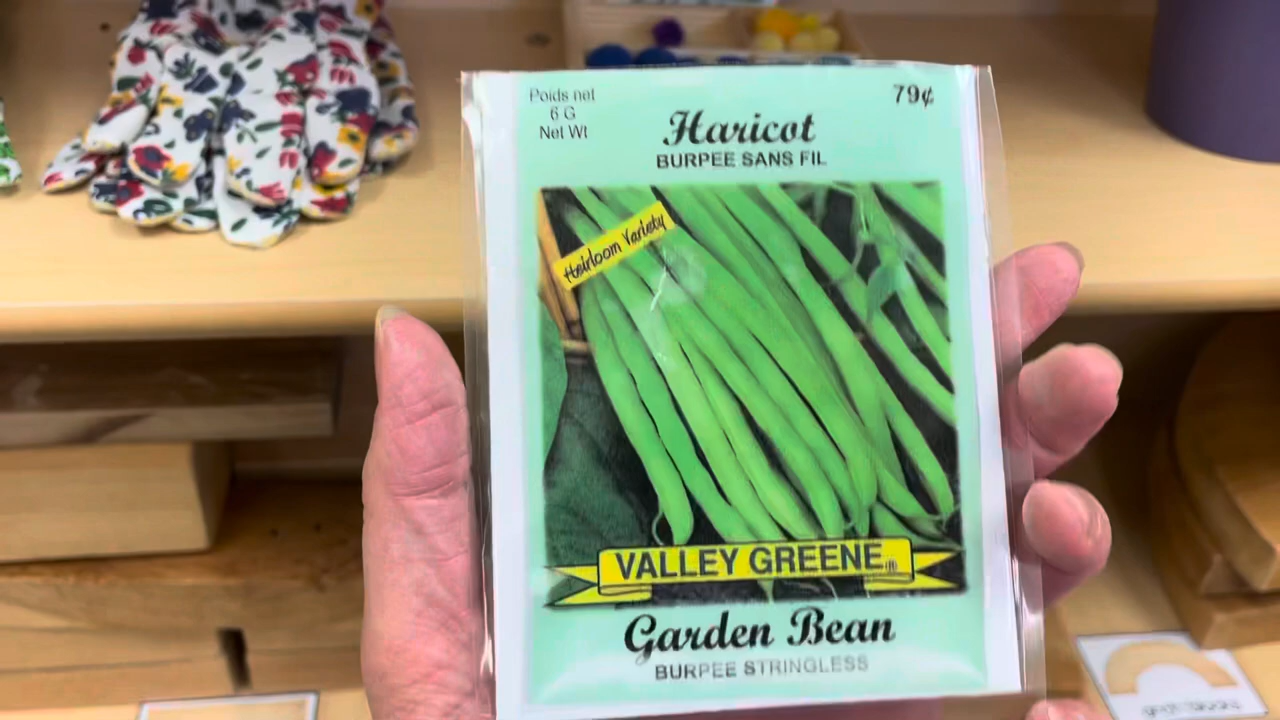 Poids net
6 G
Net Wt
79¢
Haricot
BURPEE SANS FIL
Heirloom Variety
VALLEY GREENE®
Garden Bean
BURPEE STRINGLESS